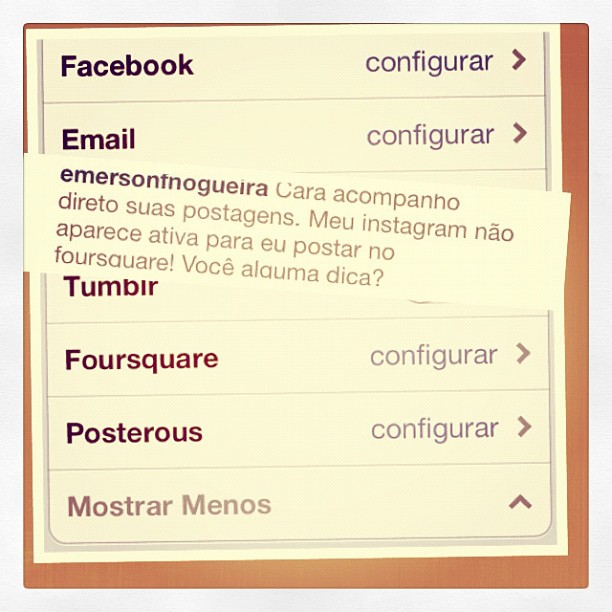 Facebook configurar
Email configurar
emersonfnogueira Cara acompanho
direto suas postagens. Meu instagram não
aparece ativa para eu postar no
foursquare! Você alguma dica?
Tumblr
Foursquare configurar
Posterous configurar
Mostrar Menos